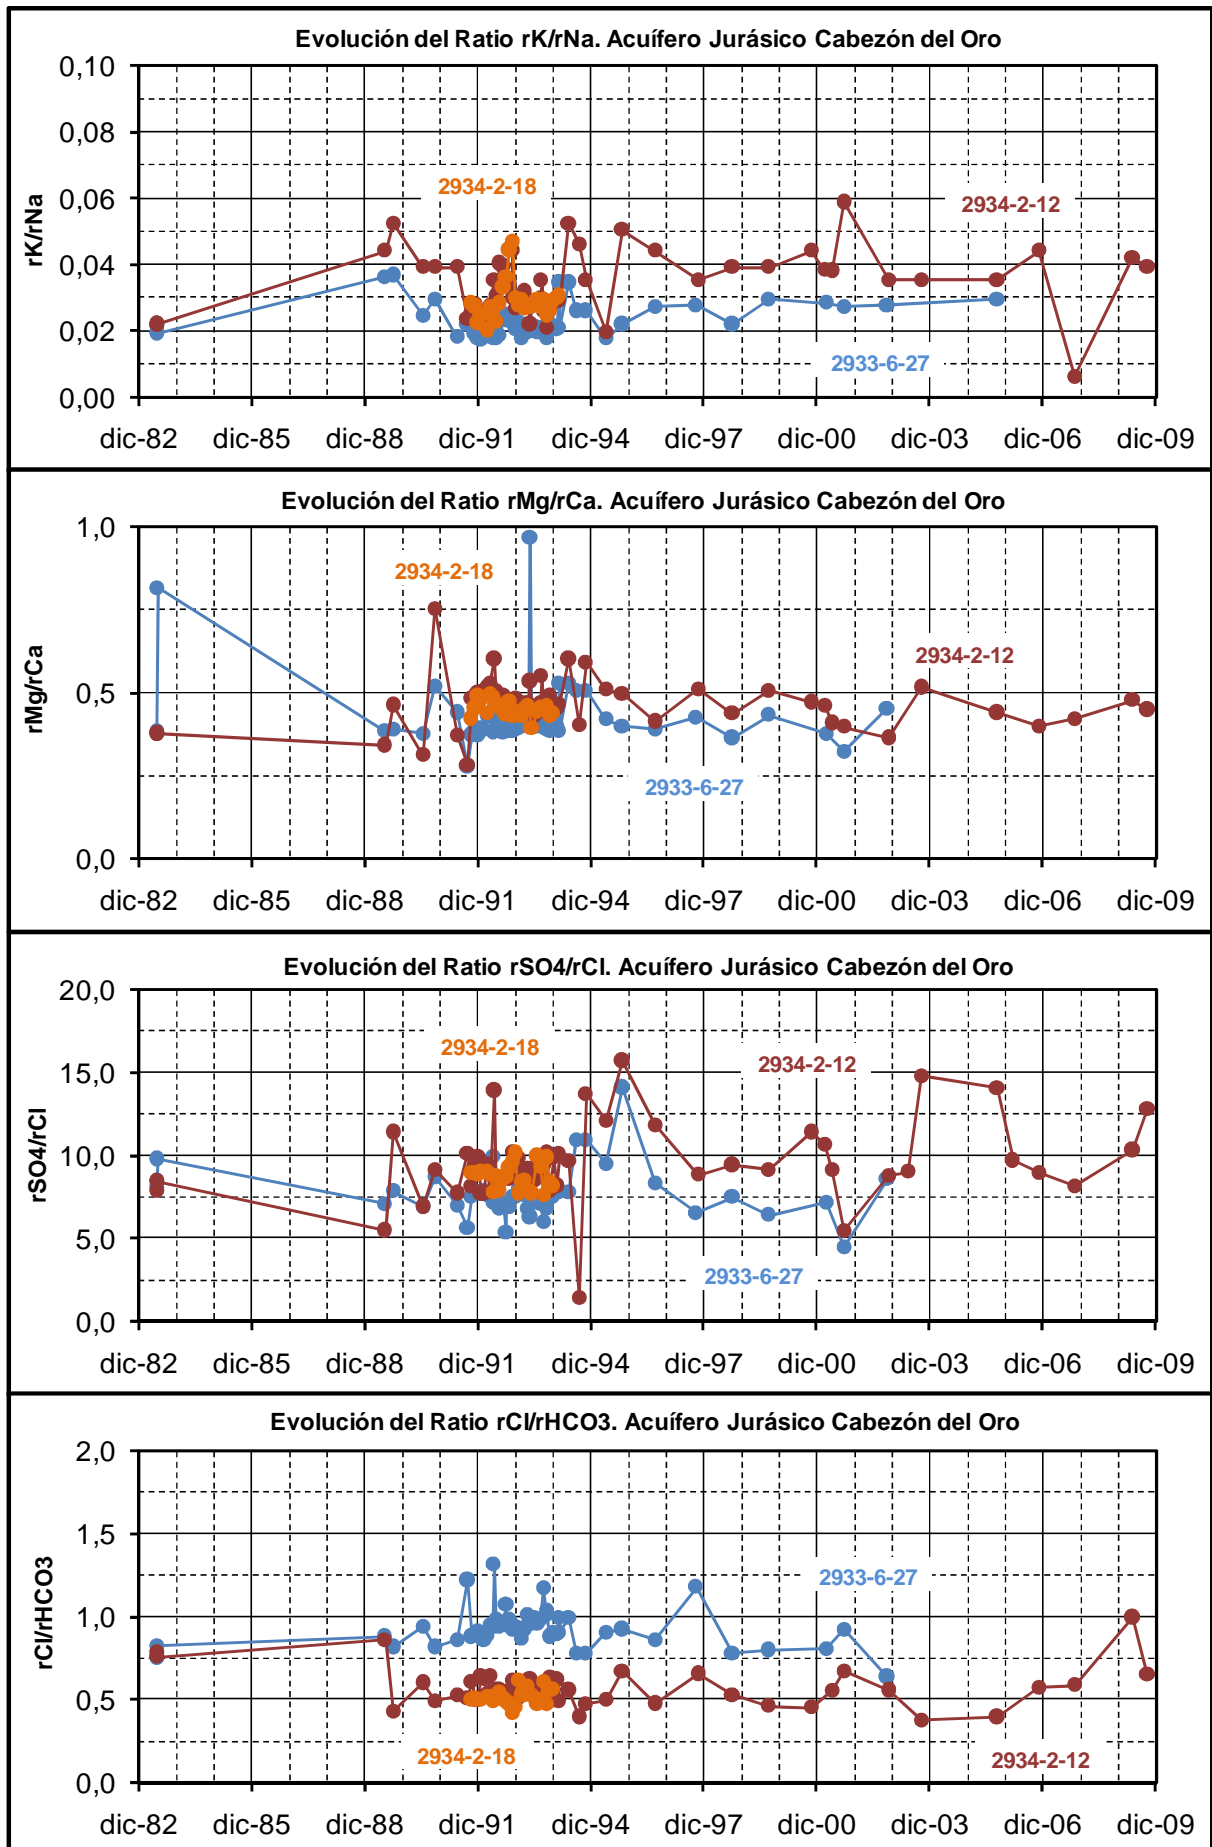 Evolución del Ratio rK/rNa. Acuífero Jurásico Cabezón del Oro
0,10
0,08
0,06
0,04
0,02
0,00
rK/rNa
2934-2-18
2934-2-12
2933-6-27
dic-82 dic-85 dic-88 dic-91 dic-94 dic-97 dic-00 dic-03 dic-06 dic-09
Evolución del Ratio rMg/rCa. Acuífero Jurásico Cabezón del Oro
1,0
0,5
0,0
rMg/rCa
2934-2-18
2934-2-12
2933-6-27
dic-82 dic-85 dic-88 dic-91 dic-94 dic-97 dic-00 dic-03 dic-06 dic-09
Evolución del Ratio rSO4/rCl. Acuífero Jurásico Cabezón del Oro
20,0
15,0
10,0
5,0
0,0
rSO4/rCl
2934-2-18
2934-2-12
2933-6-27
dic-82 dic-85 dic-88 dic-91 dic-94 dic-97 dic-00 dic-03 dic-06 dic-09
Evolución del Ratio rCl/rHCO3. Acuífero Jurásico Cabezón del Oro
2,0
1,5
1,0
0,5
0,0
rCl/rHCO3
2933-6-27
2934-2-18
2934-2-12
dic-82 dic-85 dic-88 dic-91 dic-94 dic-97 dic-00 dic-03 dic-06 dic-09